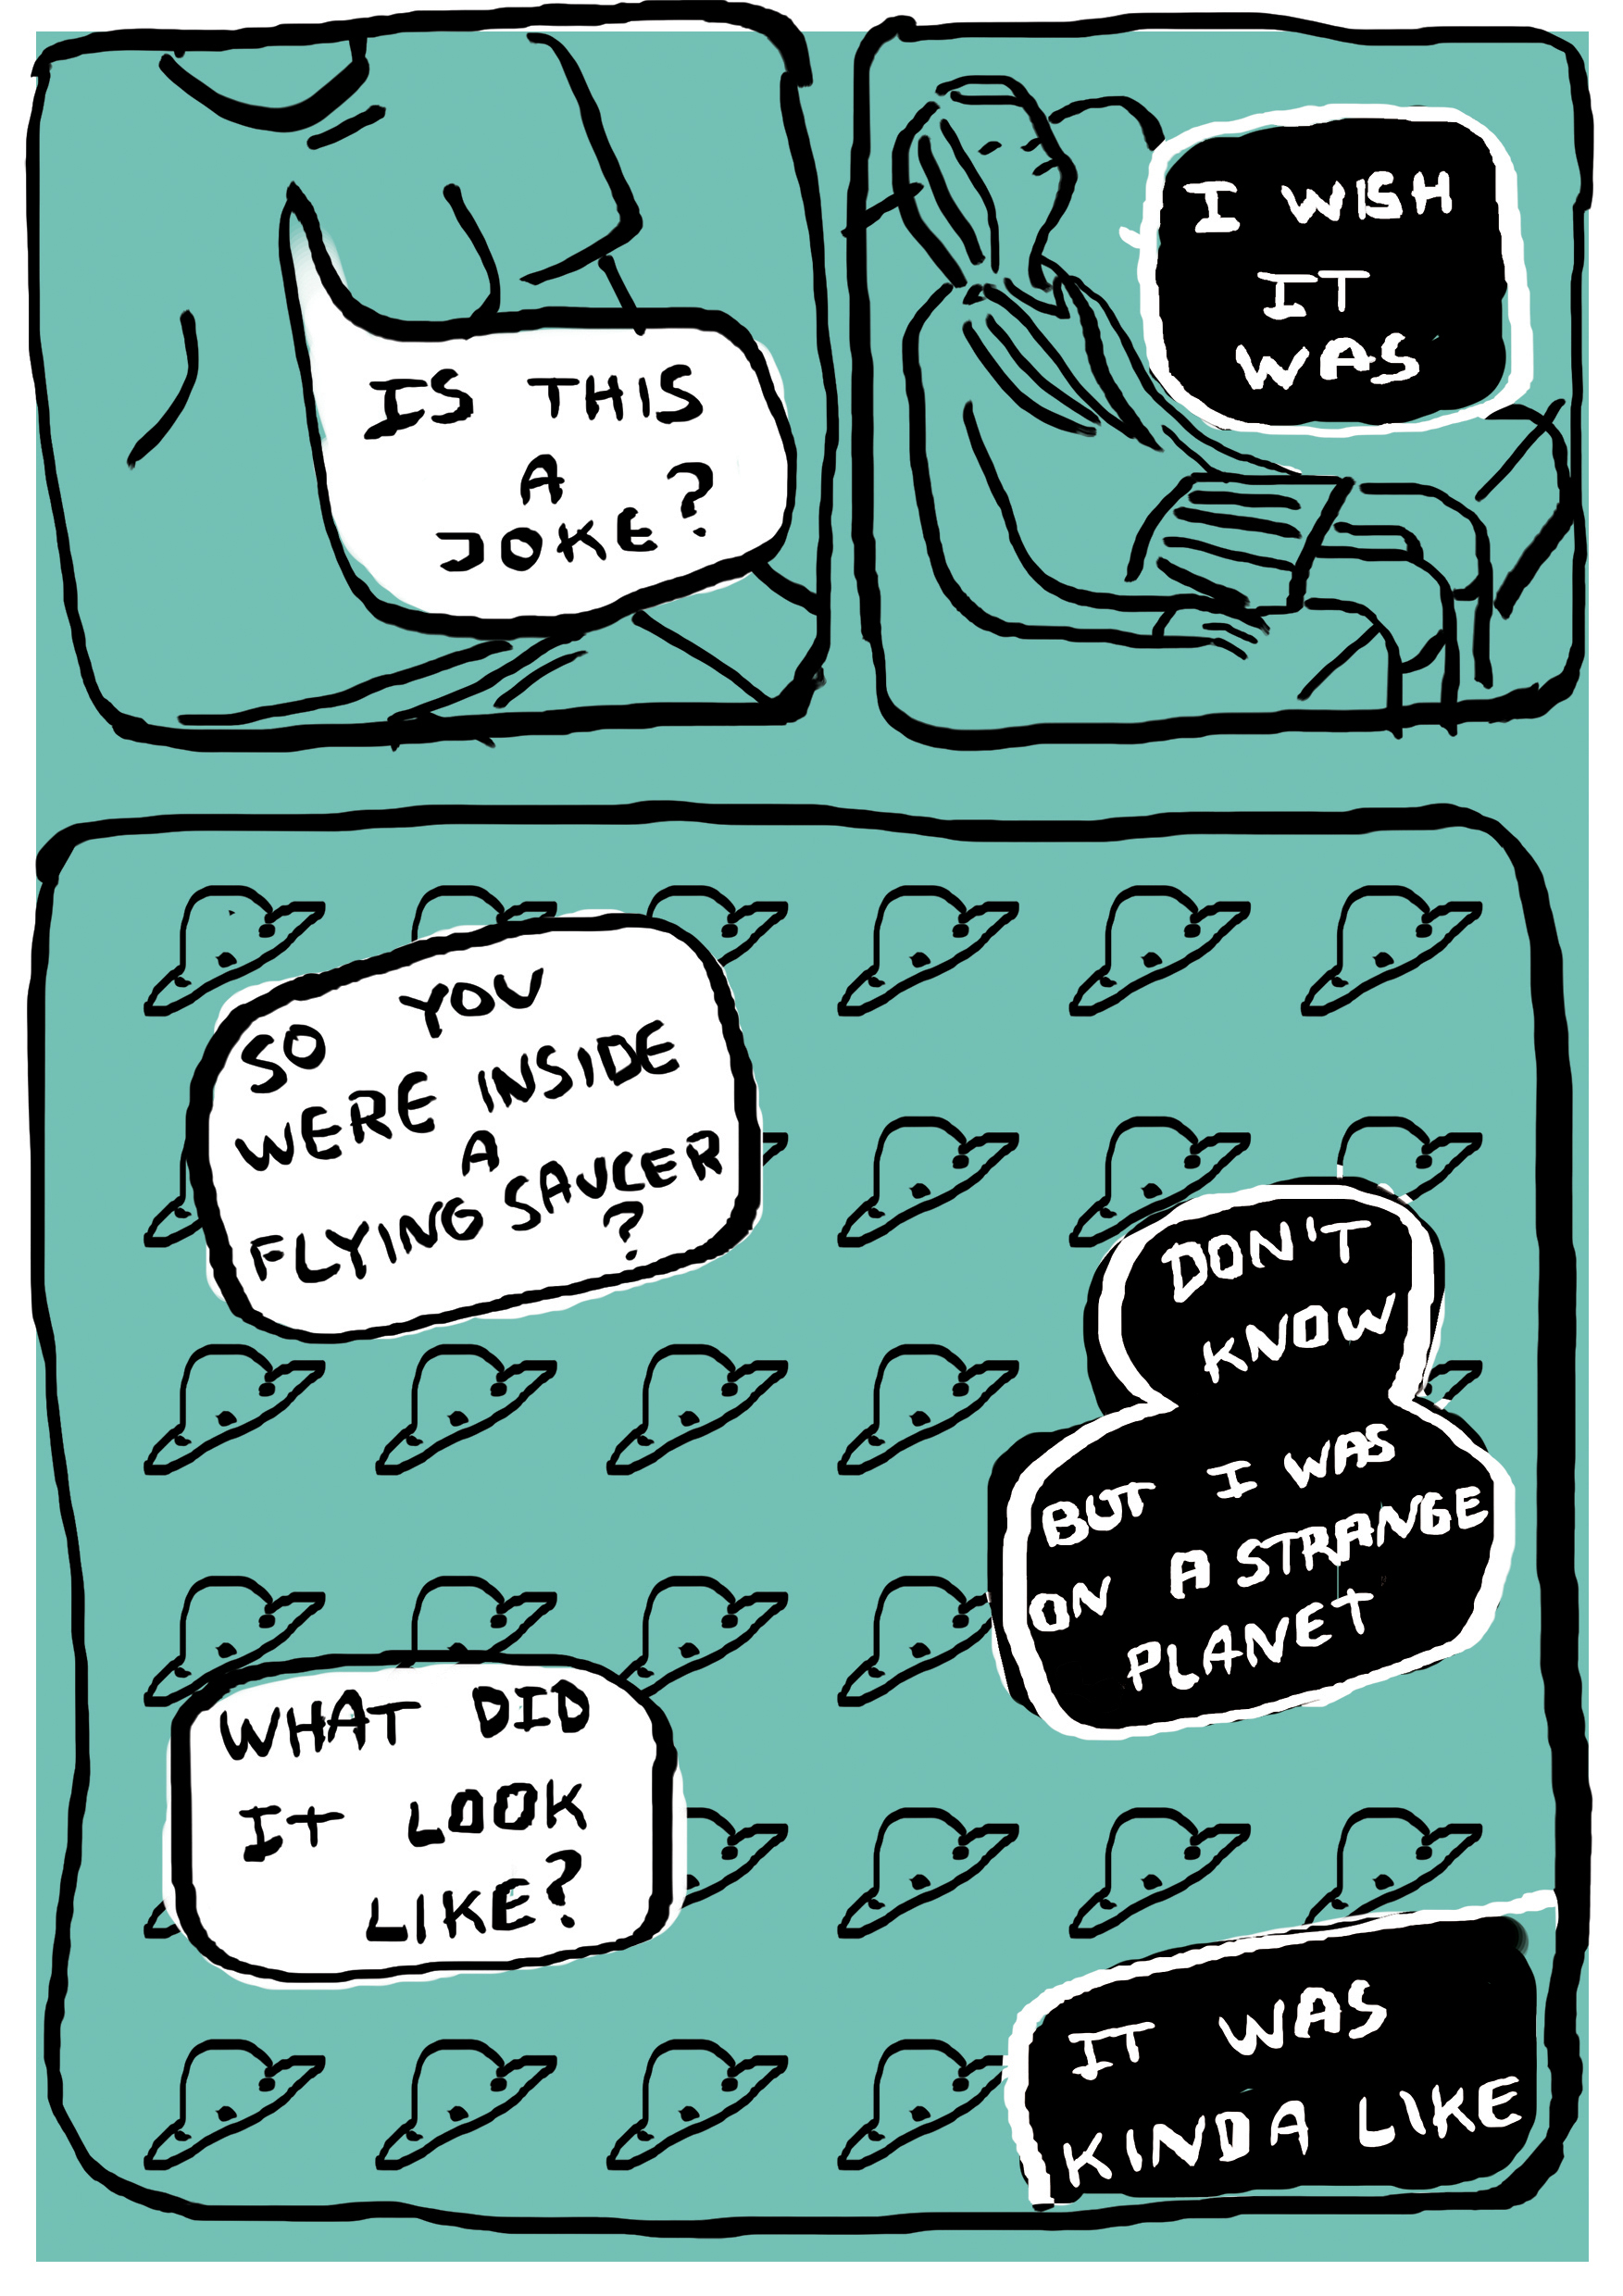 IS THIS
A
JOKE?
I WISH
IT
WAS
SO YOU
WERE INSIDE
A
FLYING SAUCER
?
DON'T
KNOW
BUT I WAS
ON A STRANGE
PLANET
WHAT DID
IT LOOK
LIKE?
IT WAS
KINDA LIKE